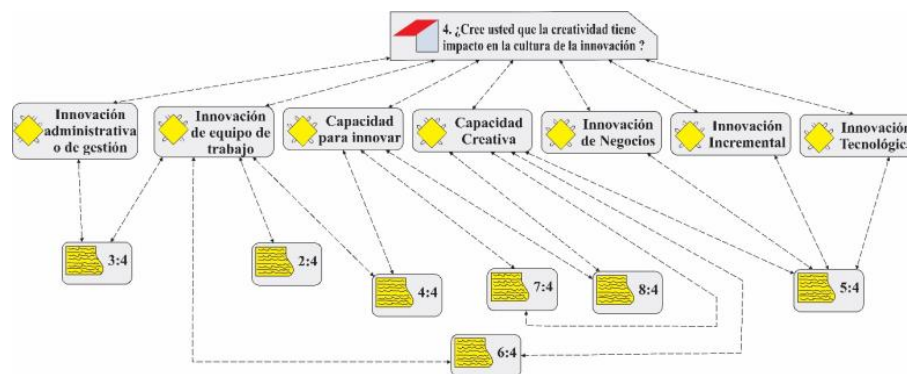 4. ¿Cree usted que la creatividad tiene
impacto en la cultura de la innovación ?
Innovación
administrativa
o de gestión
Innovación
de equipo de
trabajo
Capacidad
para innovar
Capacidad
Creativa
Innovación
de Negocios
Innovación
Incremental
Innovación
Tecnológica
3:4
2:4
4:4
7:4
8:4
5:4
6:4